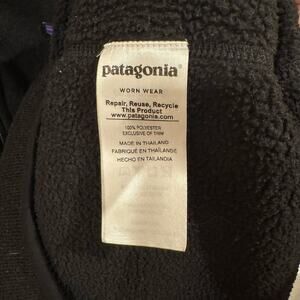 patagonia®
WORN WEAR
Repair, Reuse, Recycle
This Product
www.patagonia.com
100% POLYESTER
EXCLUSIVE OF TRIM
MADE IN THAILAND
FABRIQUÉ EN THAÏLANDE
HECHO EN TAILANDIA